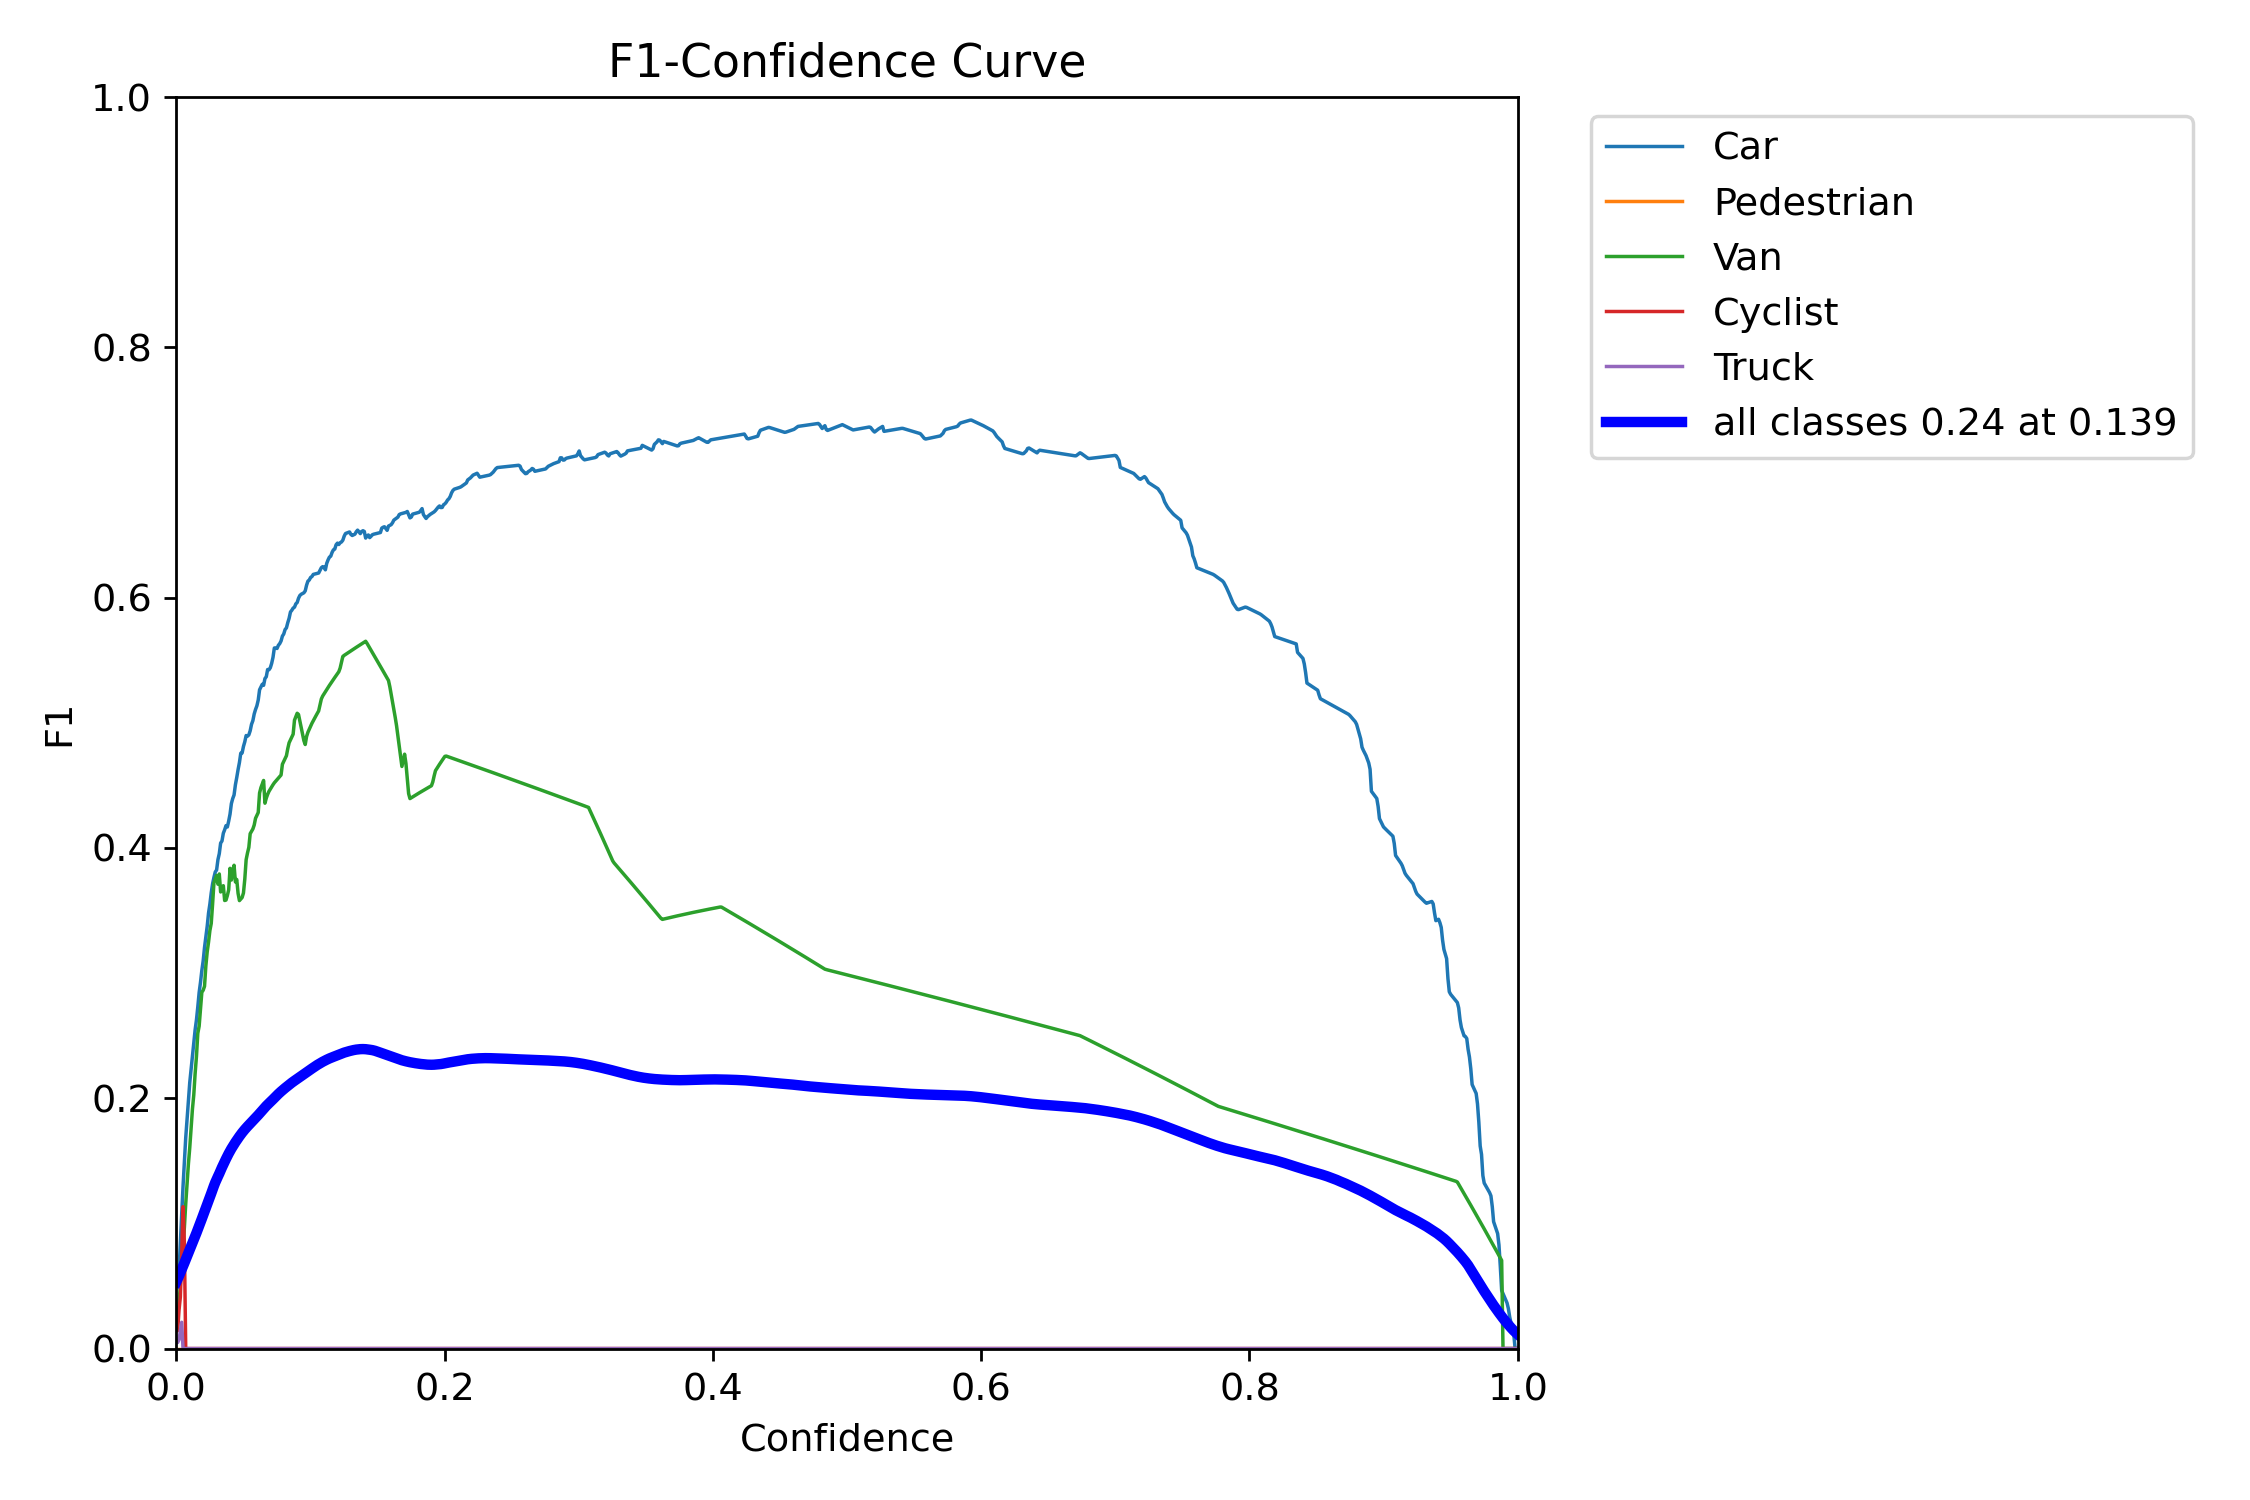 F1-Confidence Curve
1.0
0.8
0.6
0.4
0.2
0.0
F1
0.0 0.2 0.4 0.6 0.8 1.0
Confidence
Car
Pedestrian
Van
Cyclist
Truck
all classes 0.24 at 0.139